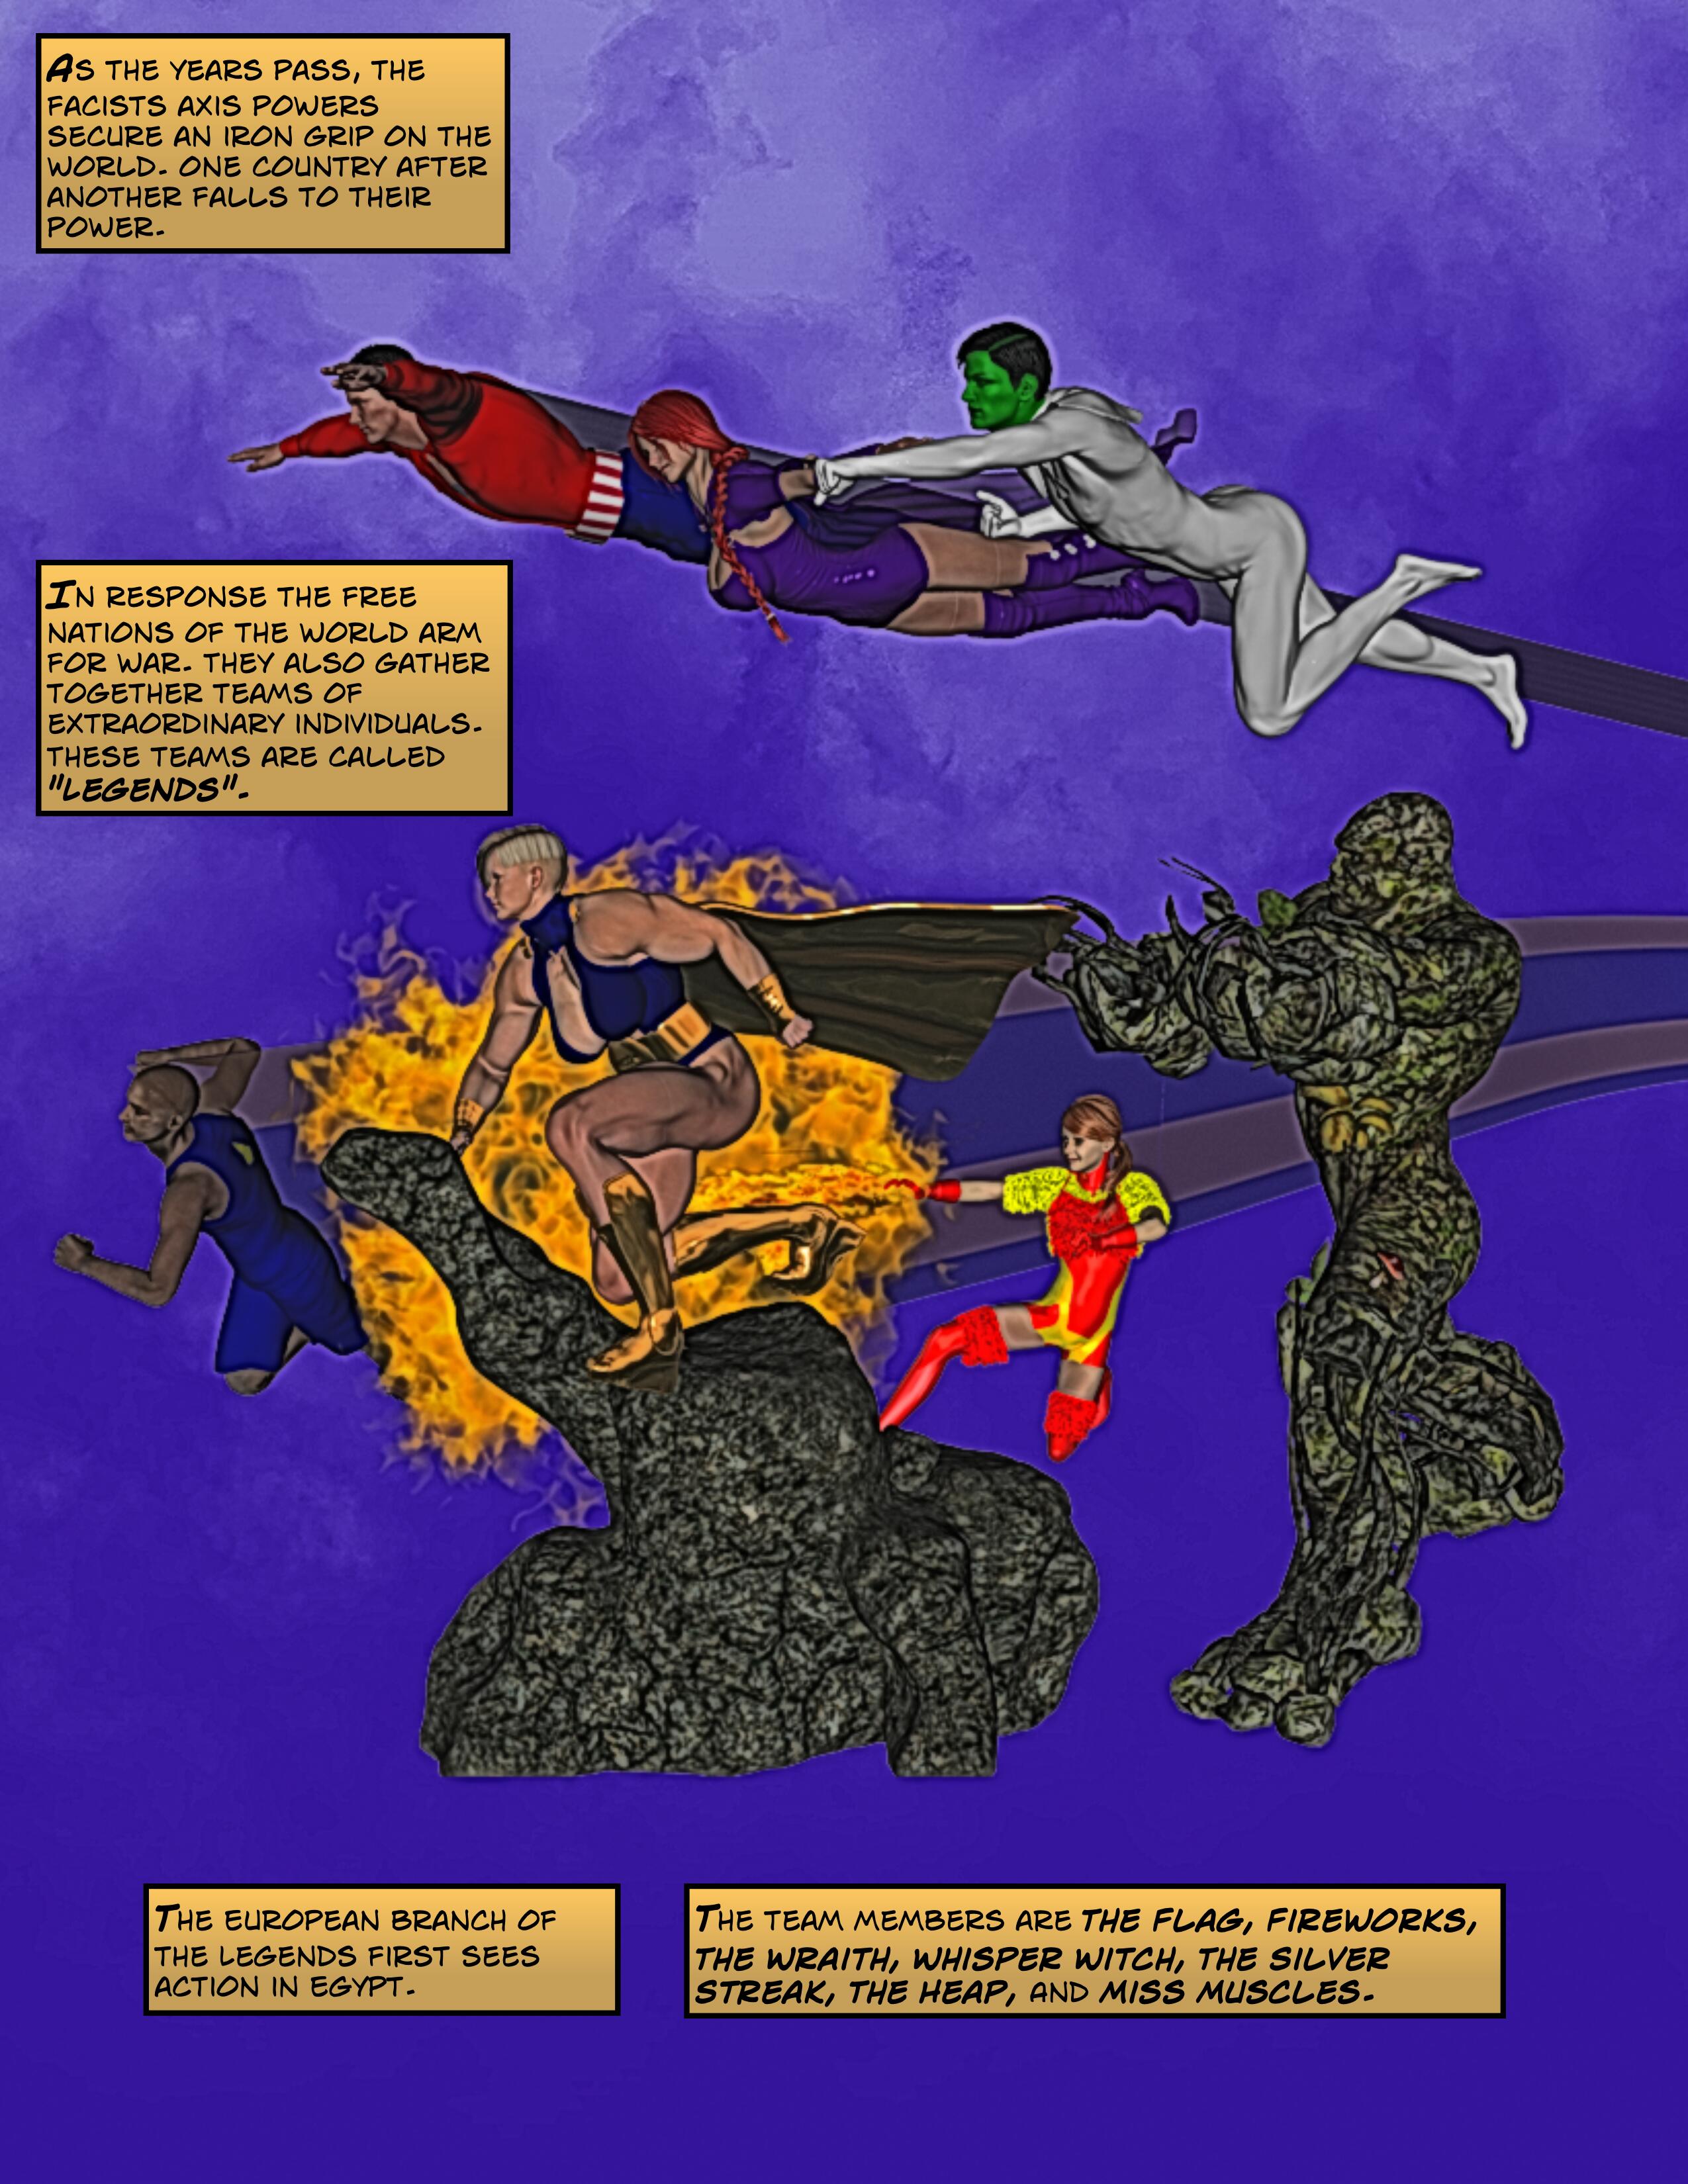 AS THE YEARS PASS, THE
FACISTS AXIS POWERS
SECURE AN IRON GRIP ON THE
WORLD. ONE COUNTRY AFTER
ANOTHER FALLS TO THEIR
POWER.
IN RESPONSE THE FREE
NATIONS OF THE WORLD ARM
FOR WAR. THEY ALSO GATHER
TOGETHER TEAMS OF
EXTRAORDINARY INDIVIDUALS.
THESE TEAMS ARE CALLED
"LEGENDS".
THE EUROPEAN BRANCH OF
THE LEGENDS FIRST SEES
ACTION IN EGYPT.
THE TEAM MEMBERS ARE THE FLAG, FIREWORKS,
THE WRAITH, WHISPER WITCH, THE SILVER
STREAK, THE HEAP, AND MISS MUSCLES.